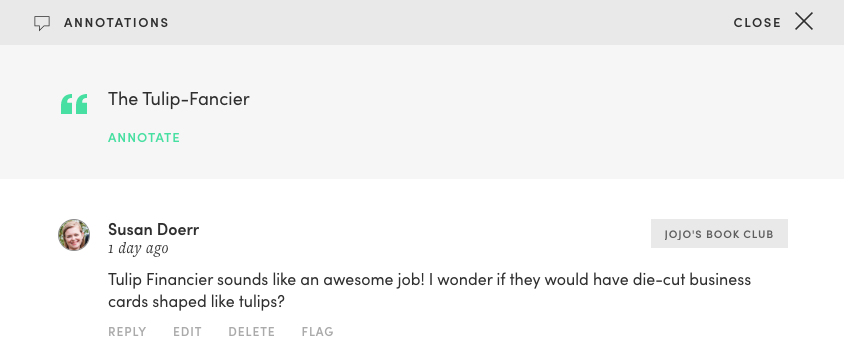 ANNOTATIONS
CLOSE
The Tulip-Fancier
ANNOTATE
Susan Doerr
JOJO'S BOOK CLUB
1 day ago
Tulip Financier sounds like an awesome job! I wonder if they would have die-cut business
cards shaped like tulips?
REPLY EDIT DELETE FLAG